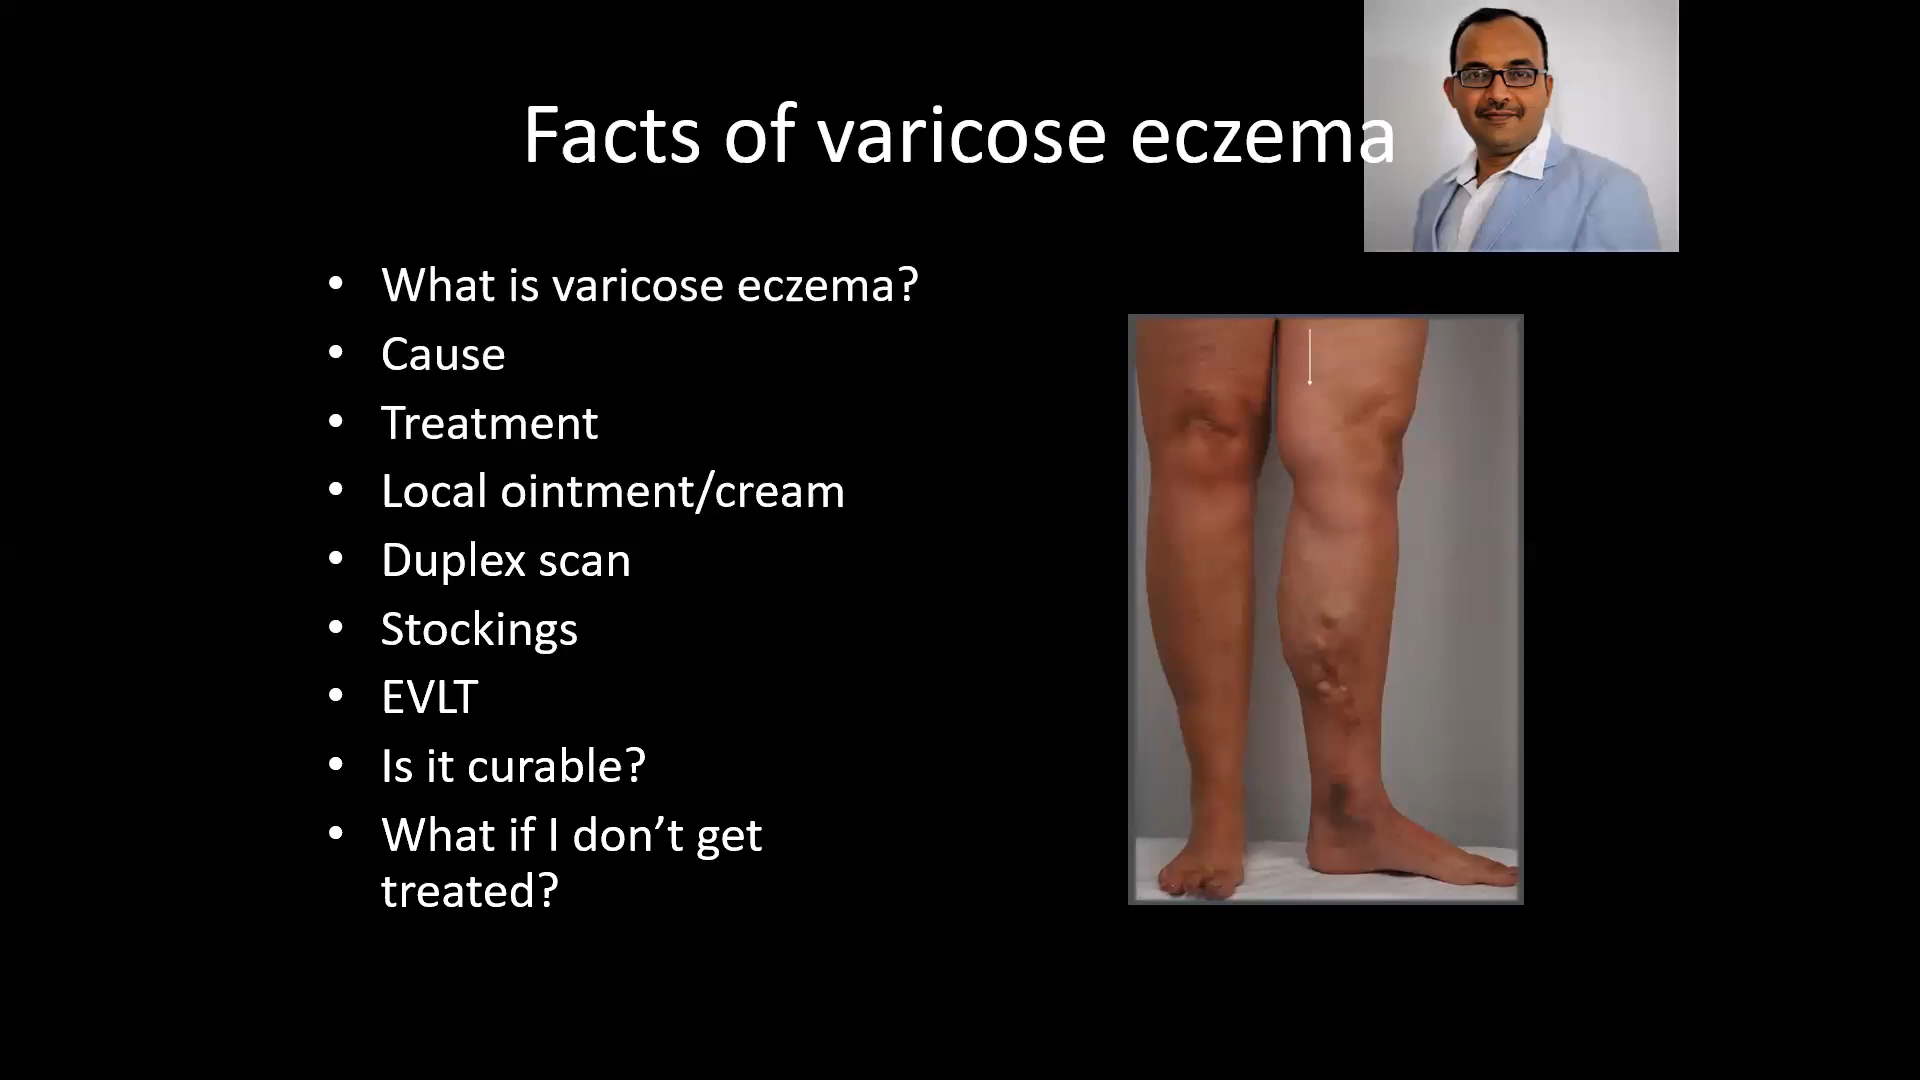 Facts of varicose eczema
• What is varicose eczema?
• Cause
• Treatment
• Local ointment/cream
• Duplex scan
• Stockings
• EVLT
• Is it curable?
• What if I don’t get
treated?